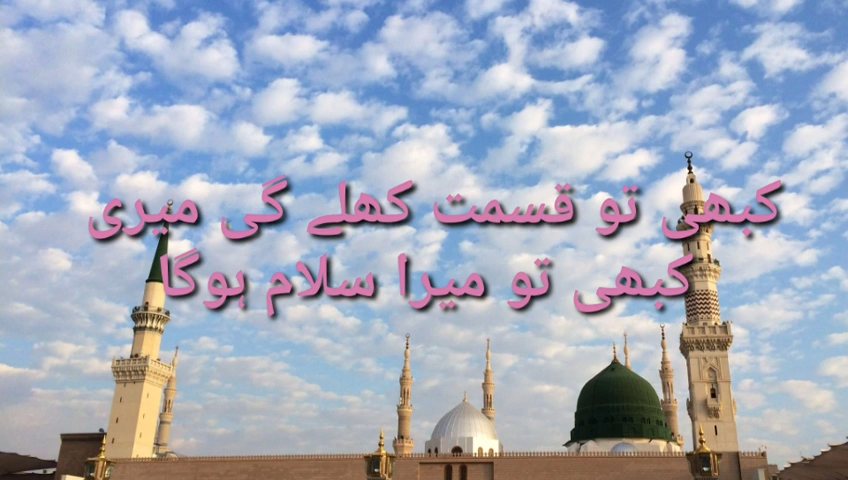 کبھی تو قسمت کھلے گی میری
کبھی تو میرا سلام ہوگا